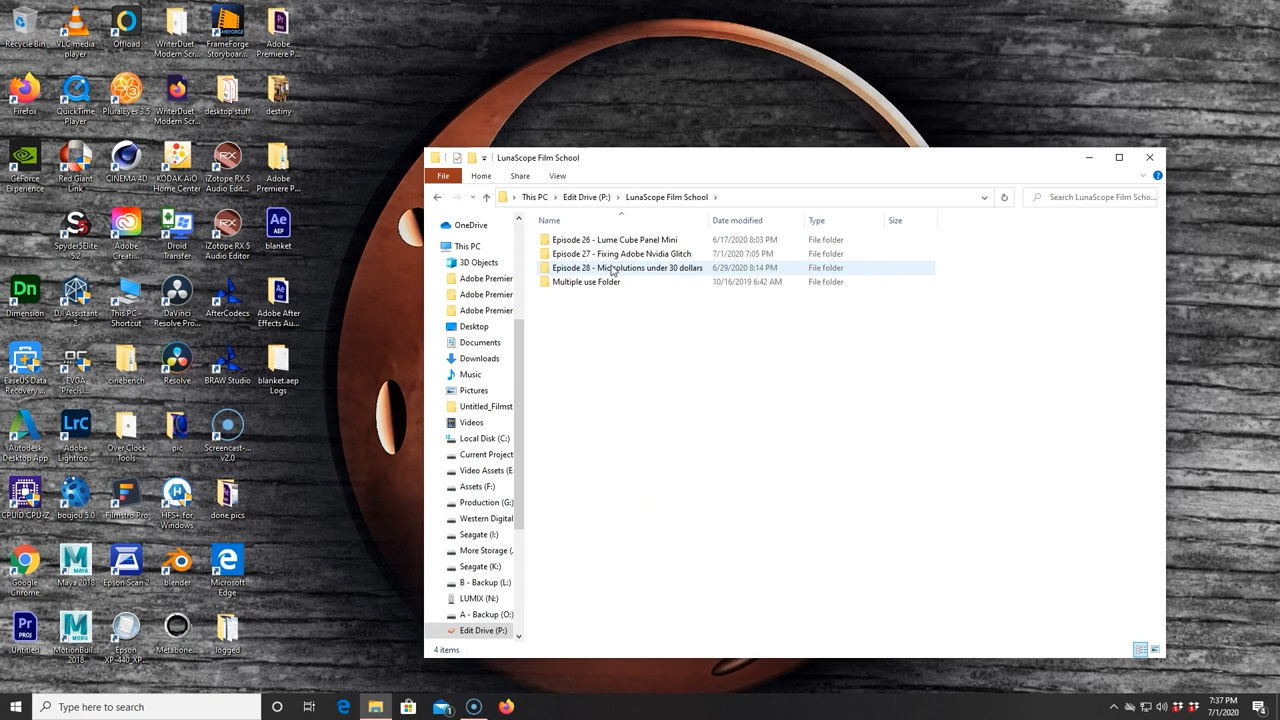 Recycle Bin
VLC media
player
Offload
WriterDuet
Modern Scr...
FrameForge
Storyboar...
Adobe
Premiere P...
Firefox
QuickTime
Player
PluralEyes 3.5
WriterDuet
Modern Scr...
desktop stuff
destiny
GeForce
Experience
Red Giant
Link
CINEMA 4D
KODAK AiO
Home Center
iZotope RX 5
Audio Edit...
Adobe
Premiere P...
Spyder5Elite
5.2
Adobe
Creative ...
Droid
Transfer
iZotope RX 5
Audio Edit...
blanket
Dimension
DJI Assistant
2
This PC -
Shortcut
DaVinci
Resolve Pro...
AfterCodecs
Adobe After
Effects Au...
EaseUS Data
Recovery ...
EVGA
Precisi...
cinebench
Resolve
BRAW Studio
blanket.aep
Logs
Autodesk
Desktop App
Adobe
Lightroo...
Over Clock
Tools
pic
Screencast-...
v2.0
CPUID CPU-Z
boujou 5.0
Filmstro Pro
HFS+ for
Windows
done pics
Google
Chrome
Maya 2018
Epson Scan 2
blender
Microsoft
Edge
Untitled
MotionBuil...
2018
Epson
XP-440_XP...
Metabone...
logged
LunaScope Film School
File Home Share View
This PC › Edit Drive (P:) › LunaScope Film School ›
Search LunaScope Film Scho...
Name Date modified Type Size
Episode 26 - Lume Cube Panel Mini 6/17/2020 8:03 PM File folder
Episode 27 - Fixing Adobe Nvidia Glitch 7/1/2020 7:05 PM File folder
Episode 28 - Mic solutions under 30 dollars 6/29/2020 8:14 PM File folder
Multiple use Folder 10/16/2019 6:42 AM File folder
OneDrive
This PC
3D Objects
Adobe Premier
Adobe Premier
Adobe Premier
Desktop
Documents
Downloads
Music
Pictures
Untitled_Filmst
Videos
Local Disk (C:)
Current Project
Video Assets (E
Assets (F:)
Production (G:)
Western Digital
Seagate (I:)
More Storage (.
Seagate (K:)
B - Backup (L:)
LUMIX (N:)
A - Backup (O:)
Edit Drive (P:)
4 items
Type here to search
7:37 PM
7/1/2020